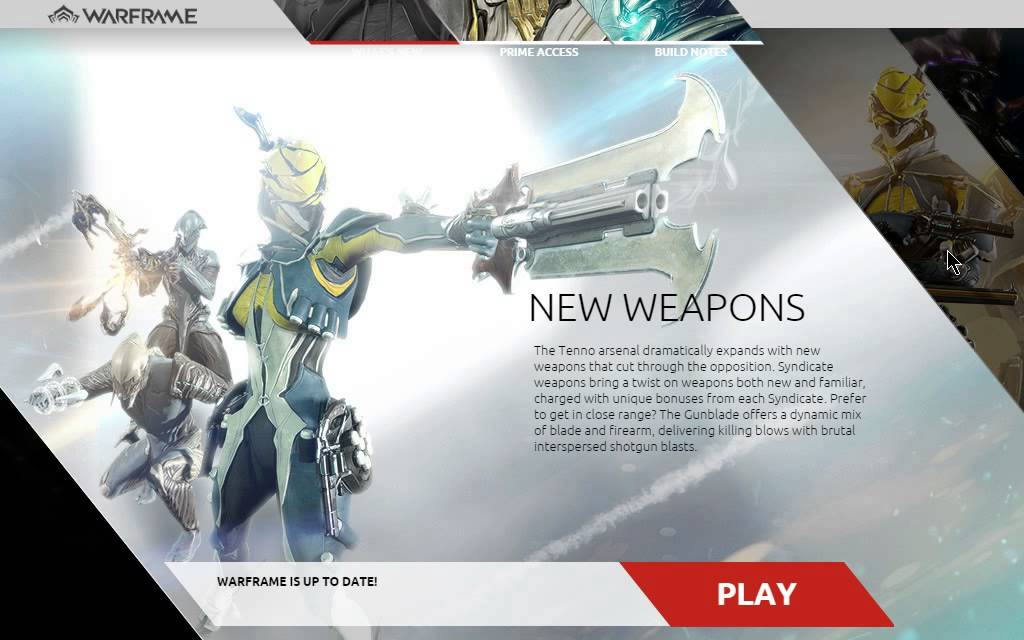 WARFRAME
PRIME ACCESS
BUILD NOTES
NEW WEAPONS
The Tenno arsenal dramatically expands with new
weapons that cut through the opposition. Syndicate
weapons bring a twist on weapons both new and familiar,
charged with unique bonuses from each Syndicate. Prefer
to get in close range? The Gunblade offers a dynamic mix
of blade and firearm, delivering killing blows with brutal
interspersed shotgun blasts.
WARFRAME IS UP TO DATE!
PLAY